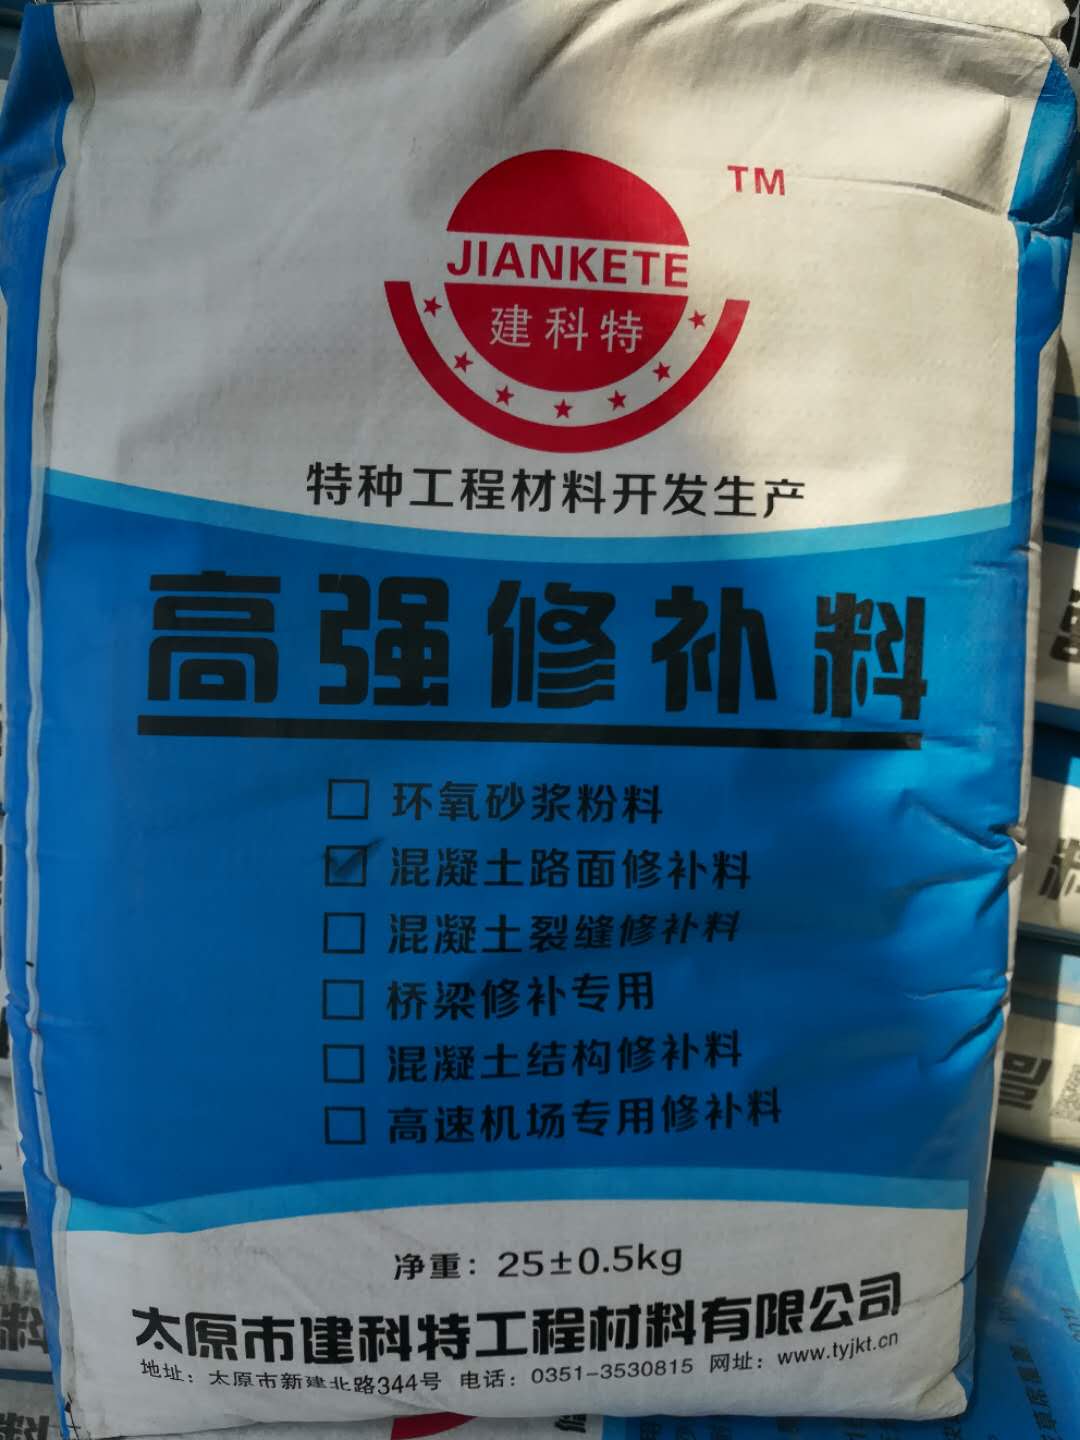 TM
JIANKETE
建科特
特种工程材料开发生产
高强修补料
环氧砂浆粉料
混凝土路面修补料
混凝土裂缝修补料
桥梁修补专用
混凝土结构修补料
高速机场专用修补料
净重：25±0.5kg
太原市建科特工程材料有限公司
地址：太原市新建北路344号 电话：0351-3530815 网址：www.tyjkt.cn